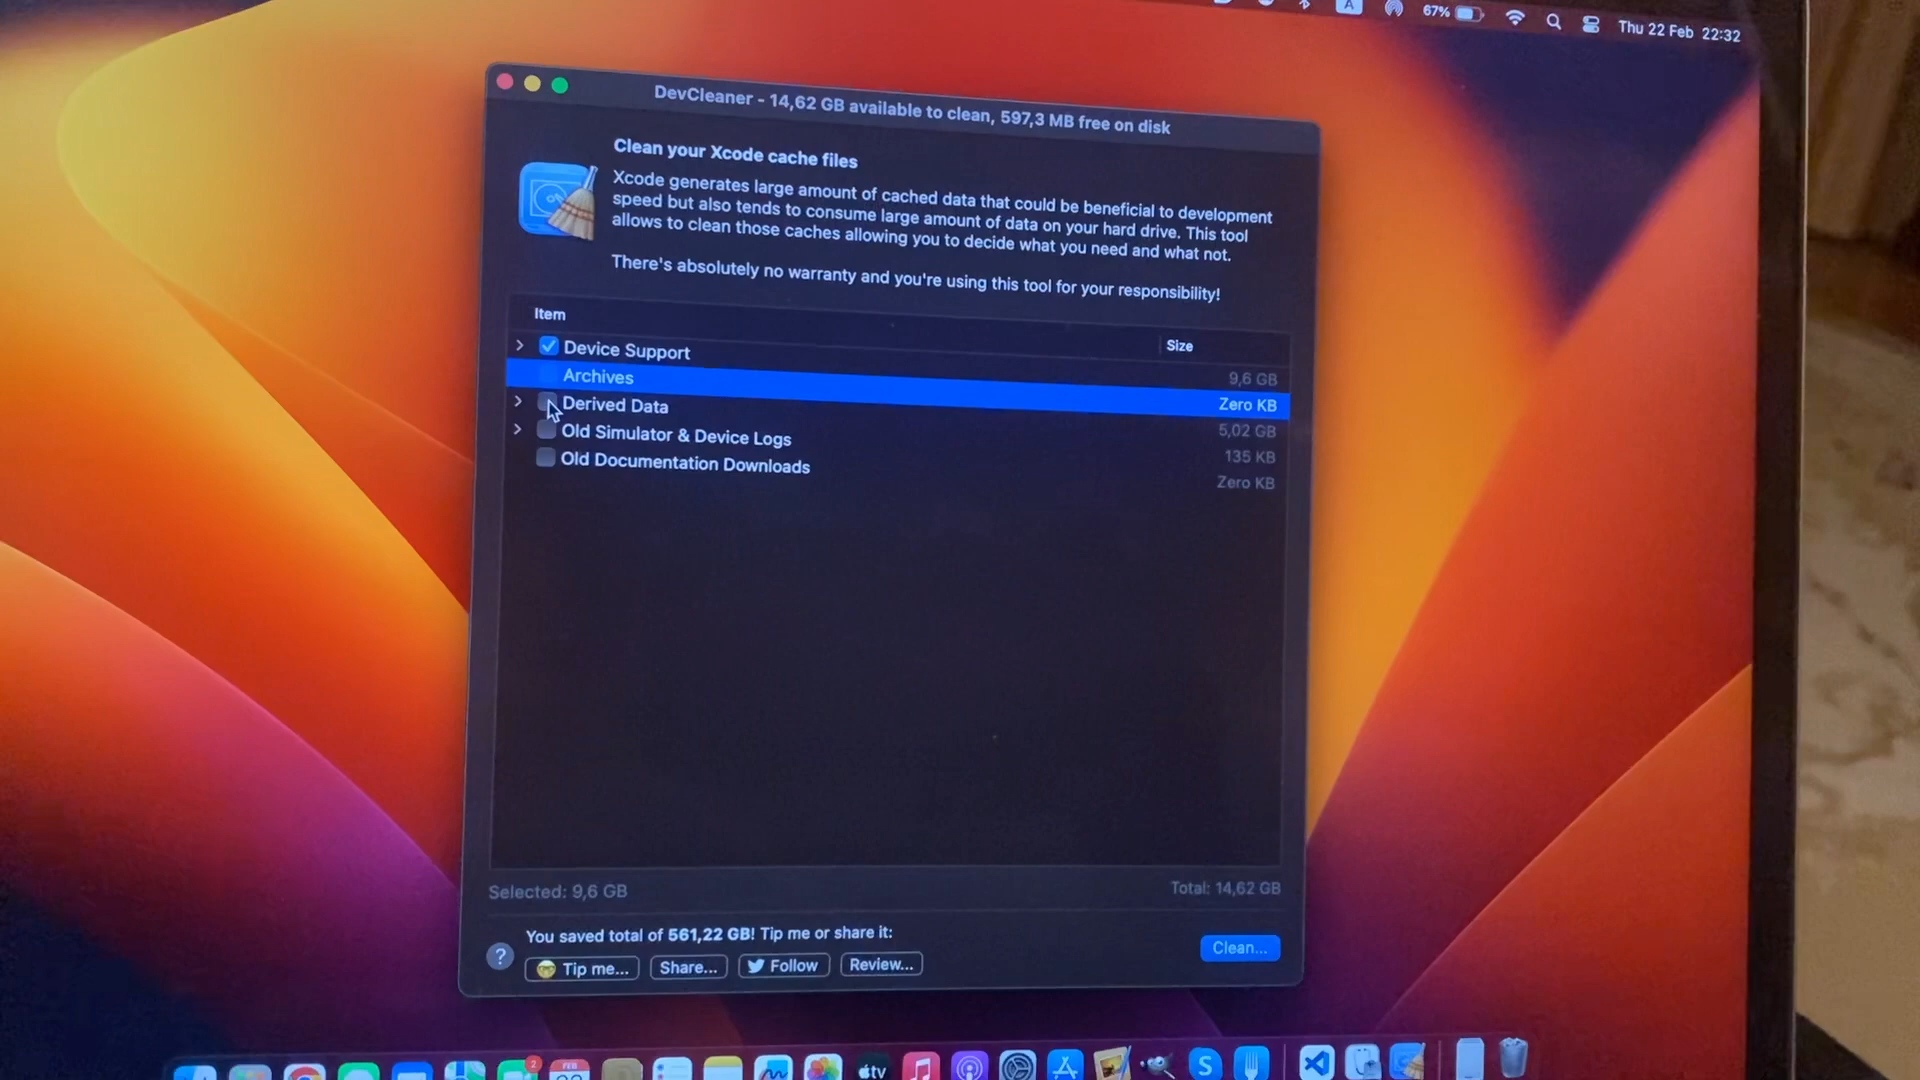 A
67%
Thu 22 Feb 22:32
DevCleaner - 14,62 GB available to clean, 597,3 MB free on disk
Clean your Xcode cache files
Xcode generates large amount of cached data that could be beneficial to development
speed but also tends to consume large amount of data on your hard drive. This tool
allows to clean those caches allowing you to decide what you need and what not.
There's absolutely no warranty and you're using this tool for your responsibility!
Item
Size
Device Support
9,6 GB
Archives
Zero KB
Derived Data
5,02 GB
Old Simulator & Device Logs
135 KB
Old Documentation Downloads
Zero KB
Selected: 9,6 GB
Total: 14,62 GB
You saved total of 561,22 GB! Tip me or share it:
?
Tip me...
Share...
Follow
Review...
Clean...
2
FEB
tv
S